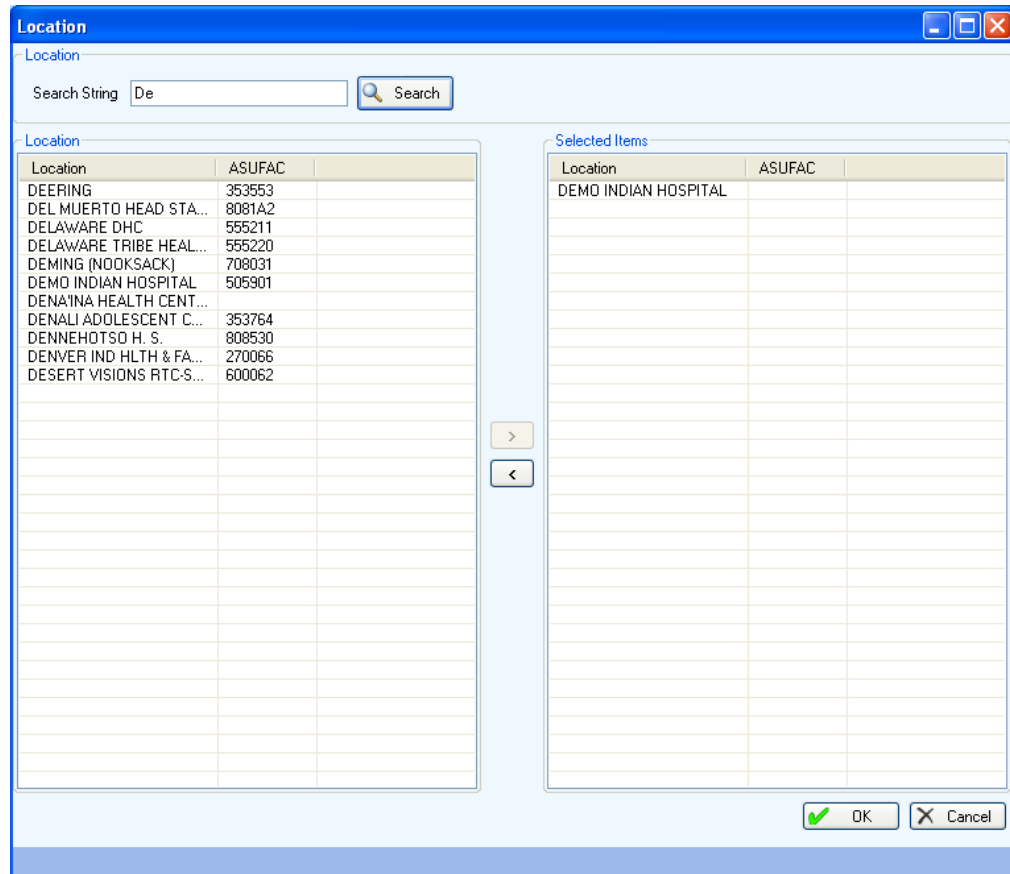 Location
Location
Search String De Search
Location
Location ASUFAC
DEERING 353553
DEL MUERTO HEAD STA... 8081A2
DELAWARE DHC 555211
DELAWARE TRIBE HEAL... 555220
DEMING (NOOKSACK) 708031
DEMO INDIAN HOSPITAL 505901
DENA'INA HEALTH CENT...
DENALI ADOLESCENT C... 353764
DENNEHOTSO H. S. 808530
DENVER IND HLTH & FA... 270066
DESERT VISIONS RTC-S... 600062
>
<
Selected Items
Location ASUFAC
DEMO INDIAN HOSPITAL
OK Cancel